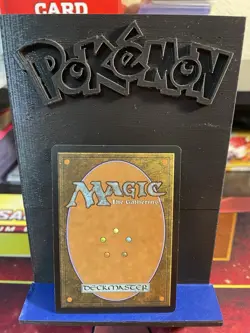 CARD
POKÉMON
MAGIC
The Gathering
DECKMASTER